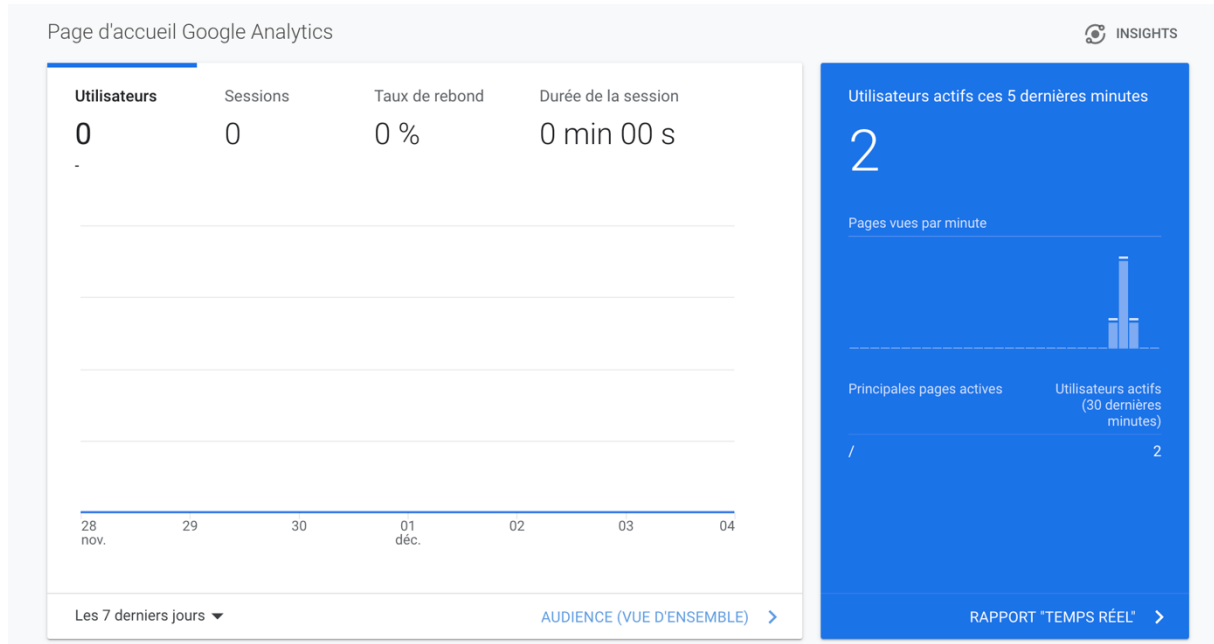 Page d'accueil Google Analytics
INSIGHTS
Utilisateurs
0
-
Sessions
0
Taux de rebond
0 %
Durée de la session
0 min 00 s
28
nov.
29
30
01
déc.
02
03
04
Les 7 derniers jours
AUDIENCE (VUE D'ENSEMBLE)
Utilisateurs actifs ces 5 dernières minutes
2
Pages vues par minute
Principales pages actives
Utilisateurs actifs
(30 dernières
minutes)
/
2
RAPPORT "TEMPS RÉEL"